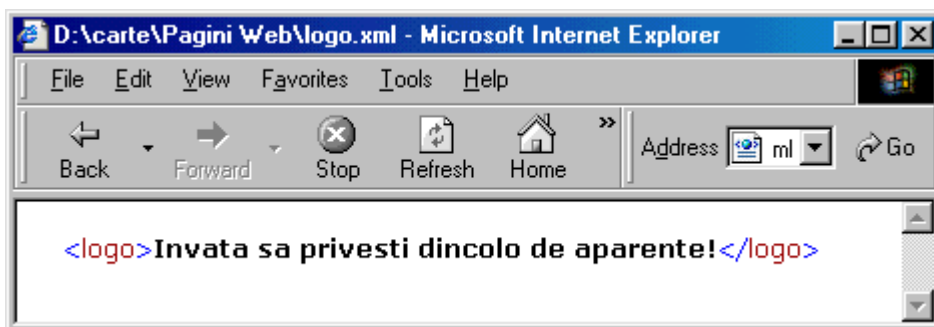 D:\carte\Pagini Web\logo.xml - Microsoft Internet Explorer
File Edit View Favorites Tools Help
Back Forward Stop Refresh Home » Address ml Go
<logo>Invata sa privesti dincolo de aparente!</logo>